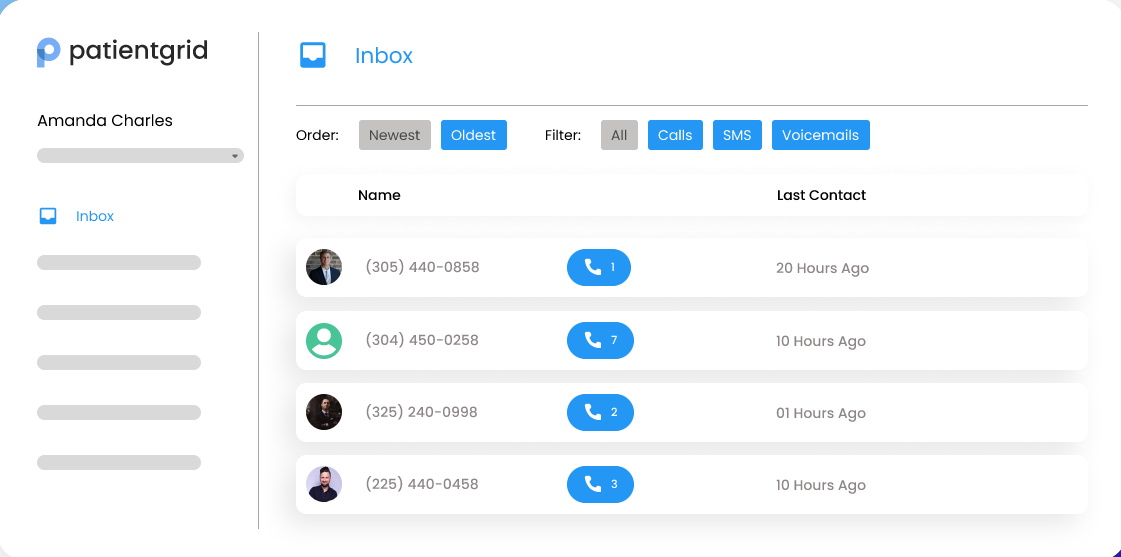 patientgrid
Amanda Charles
Inbox
Inbox
Order: Newest Oldest Filter: All Calls SMS Voicemails
Name Last Contact
(305) 440-0858 1 20 Hours Ago
(304) 450-0258 7 10 Hours Ago
(325) 240-0998 2 01 Hours Ago
(225) 440-0458 3 10 Hours Ago